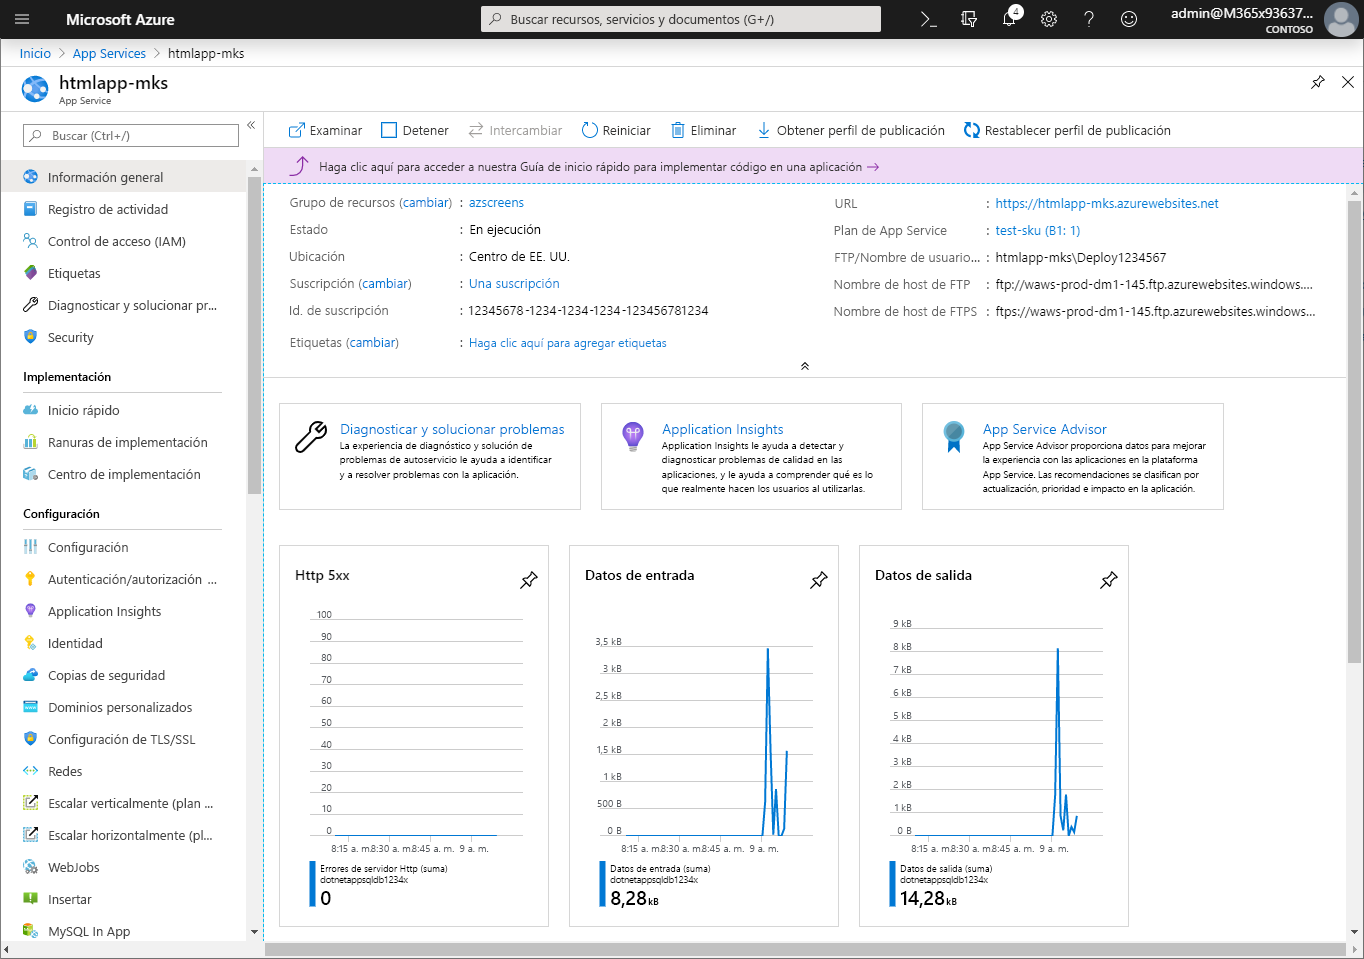 Microsoft Azure
Buscar recursos, servicios y documentos (G+/)
4
admin@M365x93637...
CONTOSO
Inicio > App Services > htmlapp-mks
htmlapp-mks
App Service
Buscar (Ctrl+/)
Información general
Registro de actividad
Control de acceso (IAM)
Etiquetas
Diagnosticar y solucionar pr...
Security
Implementación
Inicio rápido
Ranuras de implementación
Centro de implementación
Configuración
Configuración
Autenticación/autorización ...
Application Insights
Identidad
Copias de seguridad
Dominios personalizados
Configuración de TLS/SSL
Redes
Escalar verticalmente (plan ...
Escalar horizontalmente (pl...
WebJobs
Insertar
MySQL In App
Examinar Detener Intercambiar Reiniciar Eliminar Obtener perfil de publicación Restablecer perfil de publicación
Haga clic aquí para acceder a nuestra Guía de inicio rápido para implementar código en una aplicación →
Grupo de recursos (cambiar) : azscreens
Estado : En ejecución
Ubicación : Centro de EE. UU.
Suscripción (cambiar) : Una suscripción
Id. de suscripción : 12345678-1234-1234-1234-123456781234
Etiquetas (cambiar) : Haga clic aquí para agregar etiquetas
URL : https://htmlapp-mks.azurewebsites.net
Plan de App Service : test-sku (B1: 1)
FTP/Nombre de usuario... : htmlapp-mks\Deploy1234567
Nombre de host de FTP : ftp://waws-prod-dm1-145.ftp.azurewebsites.windows....
Nombre de host de FTPS : ftps://waws-prod-dm1-145.ftp.azurewebsites.windows...
Diagnosticar y solucionar problemas
La experiencia de diagnóstico y solución de
problemas de autoservicio le ayuda a identificar
y a resolver problemas con la aplicación.
Application Insights
Application Insights le ayuda a detectar y
diagnosticar problemas de calidad en las
aplicaciones, y le ayuda a comprender qué es lo
que realmente hacen los usuarios al utilizarlas.
App Service Advisor
App Service Advisor proporciona datos para mejorar
la experiencia con las aplicaciones en la plataforma
App Service. Las recomendaciones se clasifican por
actualización, prioridad e impacto en la aplicación.
Http 5xx
100
90
80
70
60
50
40
30
20
10
0
8:15 a. m. 8:30 a. m. 8:45 a. m. 9 a. m.
Errores de servidor Http (suma)
dotnetappsqldb1234x
0
Datos de entrada
3,5 kB
3 kB
2,5 kB
2 kB
1,5 kB
1 kB
500 B
0 B
8:15 a. m. 8:30 a. m. 8:45 a. m. 9 a. m.
Datos de entrada (suma)
dotnetappsqldb1234x
8,28 kB
Datos de salida
9 kB
8 kB
7 kB
6 kB
5 kB
4 kB
3 kB
2 kB
1 kB
0 B
8:15 a. m. 8:30 a. m. 8:45 a. m. 9 a. m.
Datos de salida (suma)
dotnetappsqldb1234x
14,28 kB